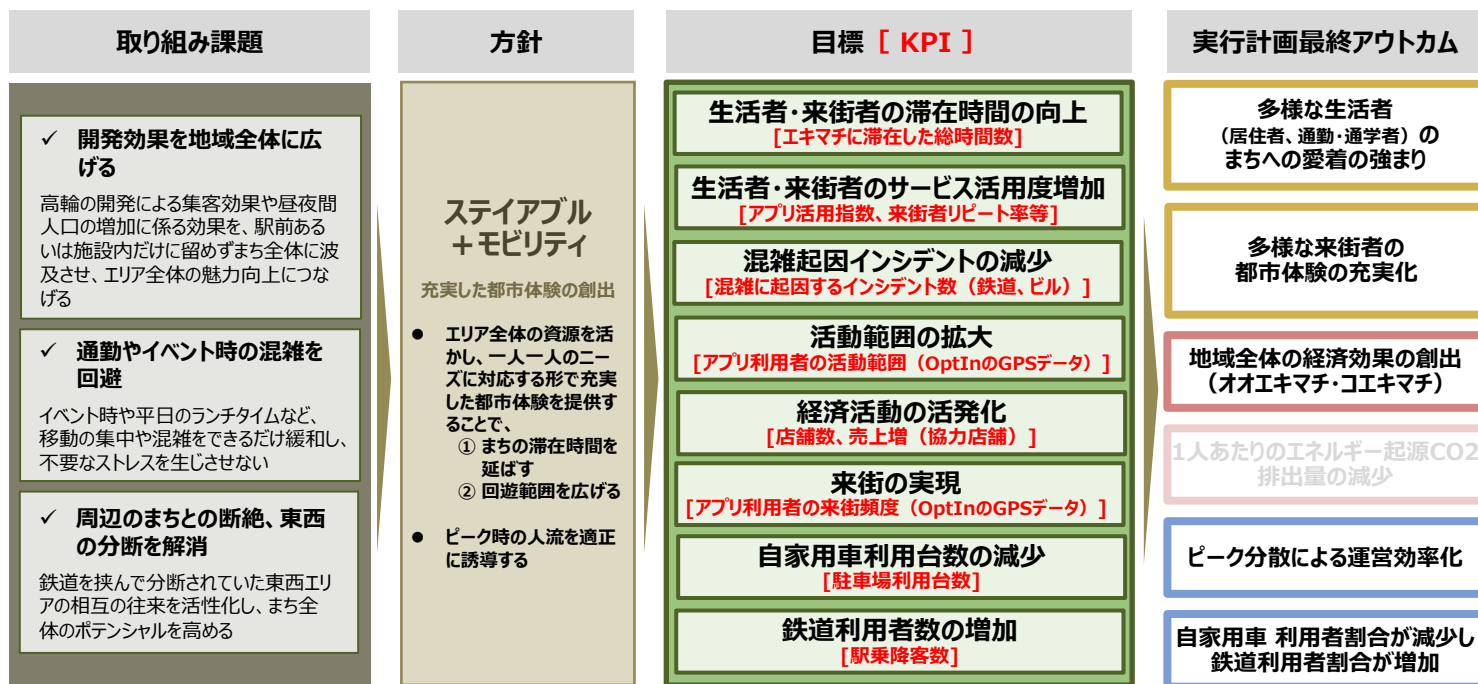 取り組み課題
✓ 開発効果を地域全体に広
げる
高輪の開発による集客効果や昼夜間
人口の増加に係る効果を、駅前ある
いは施設内だけに留めずまち全体に波
及させ、エリア全体の魅力向上につな
げる
✓ 通勤やイベント時の混雑を
回避
イベント時や平日のランチタイムなど、
移動の集中や混雑をできるだけ緩和し、
不要なストレスを生じさせない
✓ 周辺のまちとの断絶、東西
の分断を解消
鉄道を挟んで分断されていた東西エリ
アの相互の往来を活性化し、まち全
体のポテンシャルを高める
方針
ステイアブル
＋モビリティ
充実した都市体験の創出
● エリア全体の資源を活
かし、一人一人のニー
ズに対応する形で充実
した都市体験を提供す
ることで、
① まちの滞在時間を
延ばす
② 回遊範囲を広げる
● ピーク時の人流を適正
に誘導する
目標 [ KPI ]
生活者・来街者の滞在時間の向上
[エキマチに滞在した総時間数]
生活者・来街者のサービス活用度増加
[アプリ活用指数、来街者リピート率等]
混雑起因インシデントの減少
[混雑に起因するインシデント数（鉄道、ビル）]
活動範囲の拡大
[アプリ利用者の活動範囲（OptInのGPSデータ）]
経済活動の活発化
[店舗数、売上増（協力店舗）]
来街の実現
[アプリ利用者の来街頻度（OptInのGPSデータ）]
自家用車利用台数の減少
[駐車場利用台数]
鉄道利用者数の増加
[駅乗降客数]
実行計画最終アウトカム
多様な生活者
（居住者、通勤・通学者）の
まちへの愛着の強まり
多様な来街者の
都市体験の充実化
地域全体の経済効果の創出
（オオエキマチ・コエキマチ）
1人あたりのエネルギー起源CO2
排出量の減少
ピーク分散による運営効率化
自家用車 利用者割合が減少し
鉄道利用者割合が増加